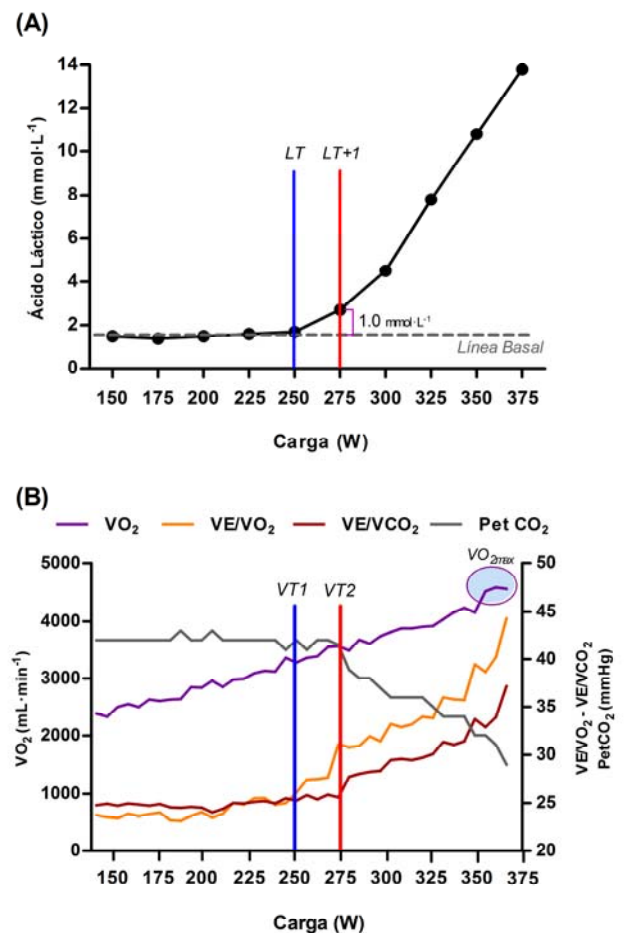 (A)
Ácido Láctico (mmol·L⁻¹)
14
12
10
8
6
4
2
0
LT
LT+1
1.0 mmol·L⁻¹
Línea Basal
150 175 200 225 250 275 300 325 350 375
Carga (W)
(B)
VO₂ VE/VO₂ VE/VCO₂ Pet CO₂
VO₂ (mL·min⁻¹)
5000
4000
3000
2000
1000
0
VT1
VT2
VO₂max
50
45
40
35
30
25
20
VE/VO₂ - VE/VCO₂
PetCO₂ (mmHg)
150 175 200 225 250 275 300 325 350 375
Carga (W)